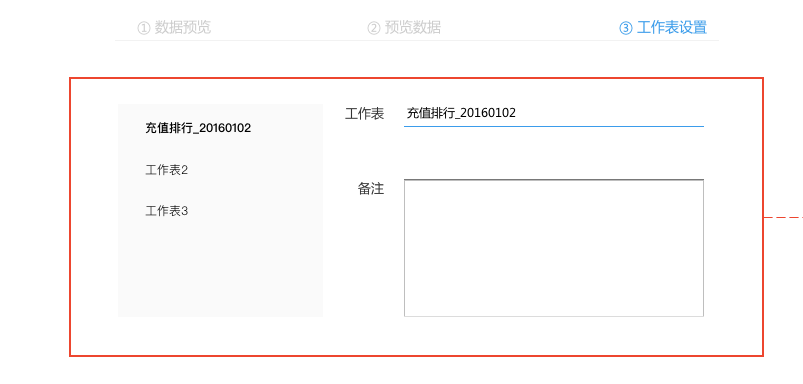 ① 数据预览
② 预览数据
③ 工作表设置
充值排行_20160102
工作表2
工作表3
工作表 充值排行_20160102
备注